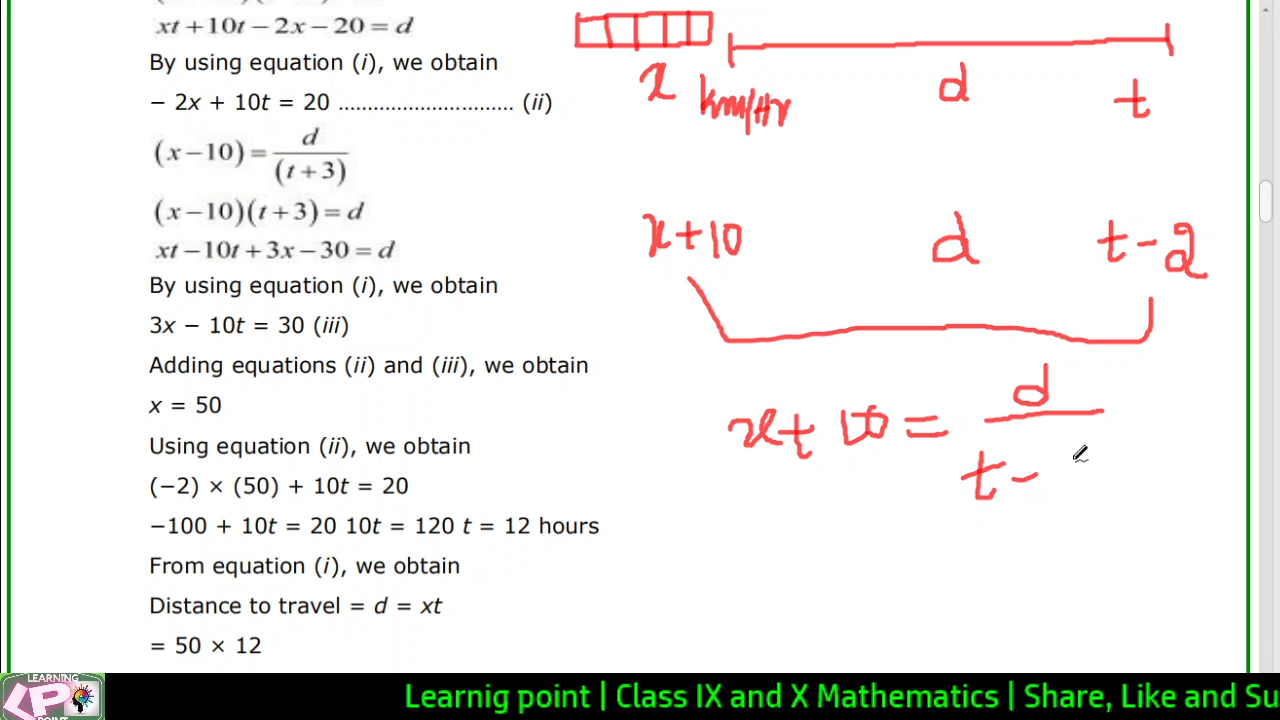 xt + 10t − 2x − 20 = d
By using equation (i), we obtain
− 2x + 10t = 20 .............................. (ii)
(x − 10) = d / (t + 3)
(x − 10)(t + 3) = d
xt − 10t + 3x − 30 = d
By using equation (i), we obtain
3x − 10t = 30 (iii)
Adding equations (ii) and (iii), we obtain
x = 50
Using equation (ii), we obtain
(−2) × (50) + 10t = 20
−100 + 10t = 20 10t = 120 t = 12 hours
From equation (i), we obtain
Distance to travel = d = xt
= 50 × 12
x km/Hr d t
x+10 d t-2
x+10 = d / t-
LEARNING
POINT
Learnig point | Class IX and X Mathematics | Share, Like and Su